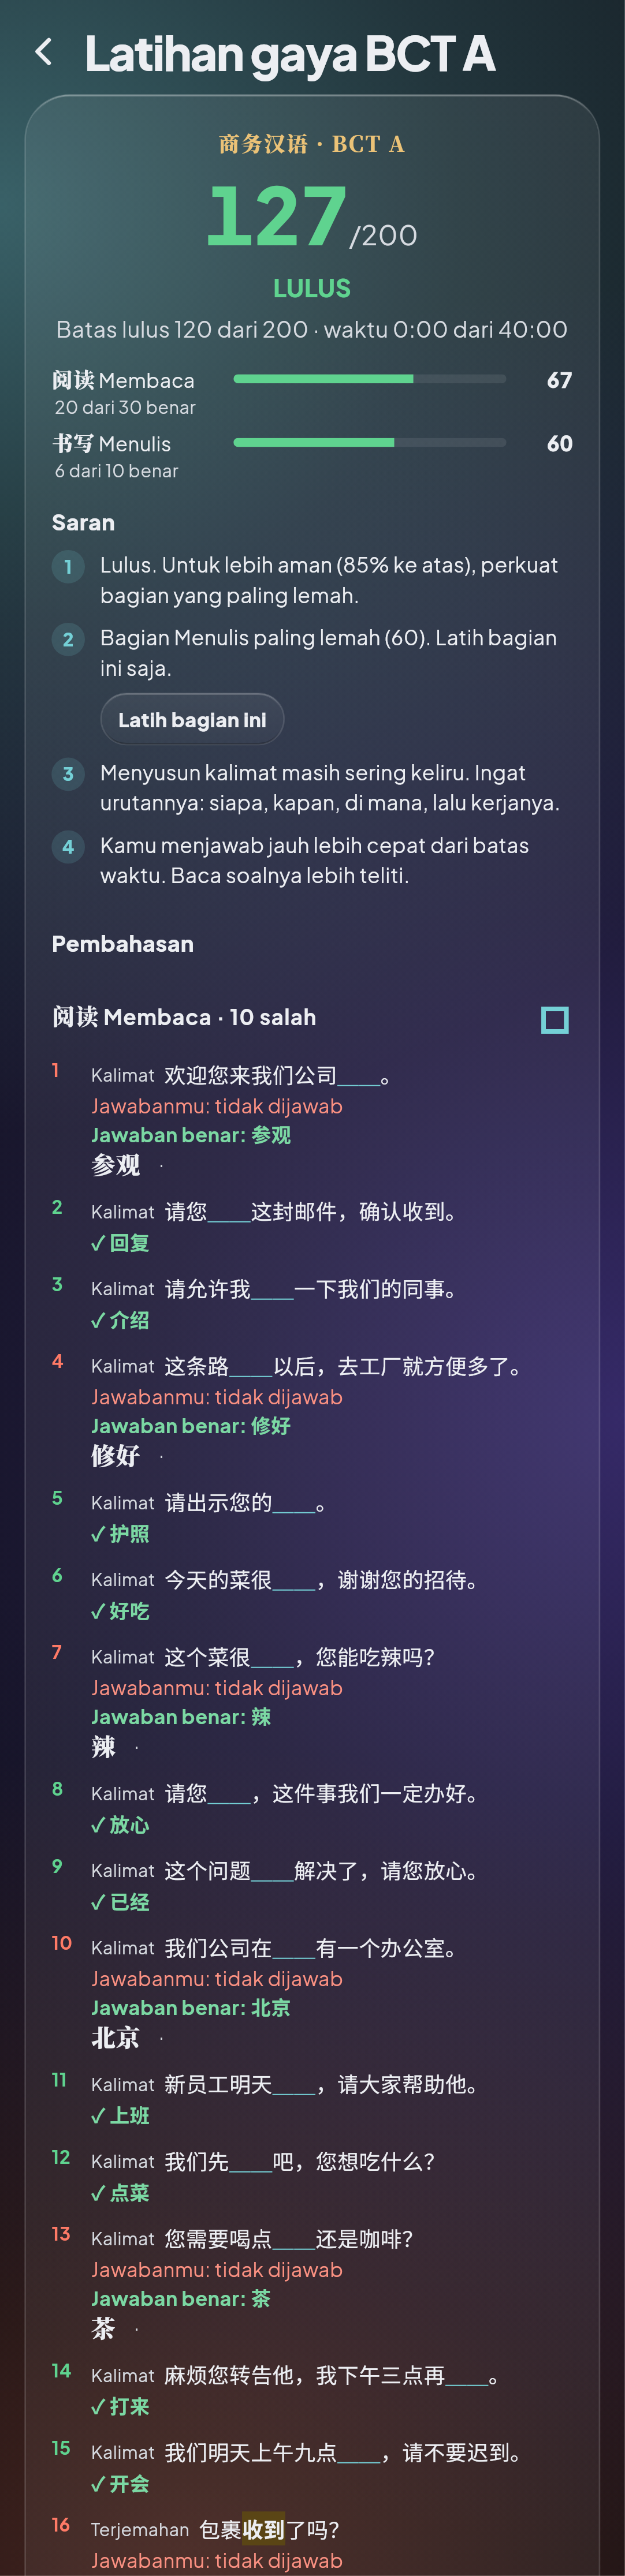 Latihan gaya BCT A
商务汉语 · BCT A
127/200
LULUS
Batas lulus 120 dari 200 · waktu 0:00 dari 40:00
阅读 Membaca 67
20 dari 30 benar
书写 Menulis 60
6 dari 10 benar
Saran
1 Lulus. Untuk lebih aman (85% ke atas), perkuat
bagian yang paling lemah.
2 Bagian Menulis paling lemah (60). Latih bagian
ini saja.
Latih bagian ini
3 Menyusun kalimat masih sering keliru. Ingat
urutannya: siapa, kapan, di mana, lalu kerjanya.
4 Kamu menjawab jauh lebih cepat dari batas
waktu. Baca soalnya lebih teliti.
Pembahasan
阅读 Membaca · 10 salah
1 Kalimat 欢迎您来我们公司____。
Jawabanmu: tidak dijawab
Jawaban benar: 参观
参观 ·
2 Kalimat 请您____这封邮件，确认收到。
✓ 回复
3 Kalimat 请允许我____一下我们的同事。
✓ 介绍
4 Kalimat 这条路____以后，去工厂就方便多了。
Jawabanmu: tidak dijawab
Jawaban benar: 修好
修好 ·
5 Kalimat 请出示您的____。
✓ 护照
6 Kalimat 今天的菜很____，谢谢您的招待。
✓ 好吃
7 Kalimat 这个菜很____，您能吃辣吗？
Jawabanmu: tidak dijawab
Jawaban benar: 辣
辣 ·
8 Kalimat 请您____，这件事我们一定办好。
✓ 放心
9 Kalimat 这个问题____解决了，请您放心。
✓ 已经
10 Kalimat 我们公司在____有一个办公室。
Jawabanmu: tidak dijawab
Jawaban benar: 北京
北京 ·
11 Kalimat 新员工明天____，请大家帮助他。
✓ 上班
12 Kalimat 我们先____吧，您想吃什么？
✓ 点菜
13 Kalimat 您需要喝点____还是咖啡？
Jawabanmu: tidak dijawab
Jawaban benar: 茶
茶 ·
14 Kalimat 麻烦您转告他，我下午三点再____。
✓ 打来
15 Kalimat 我们明天上午九点____，请不要迟到。
✓ 开会
16 Terjemahan 包裹收到了吗？
Jawabanmu: tidak dijawab